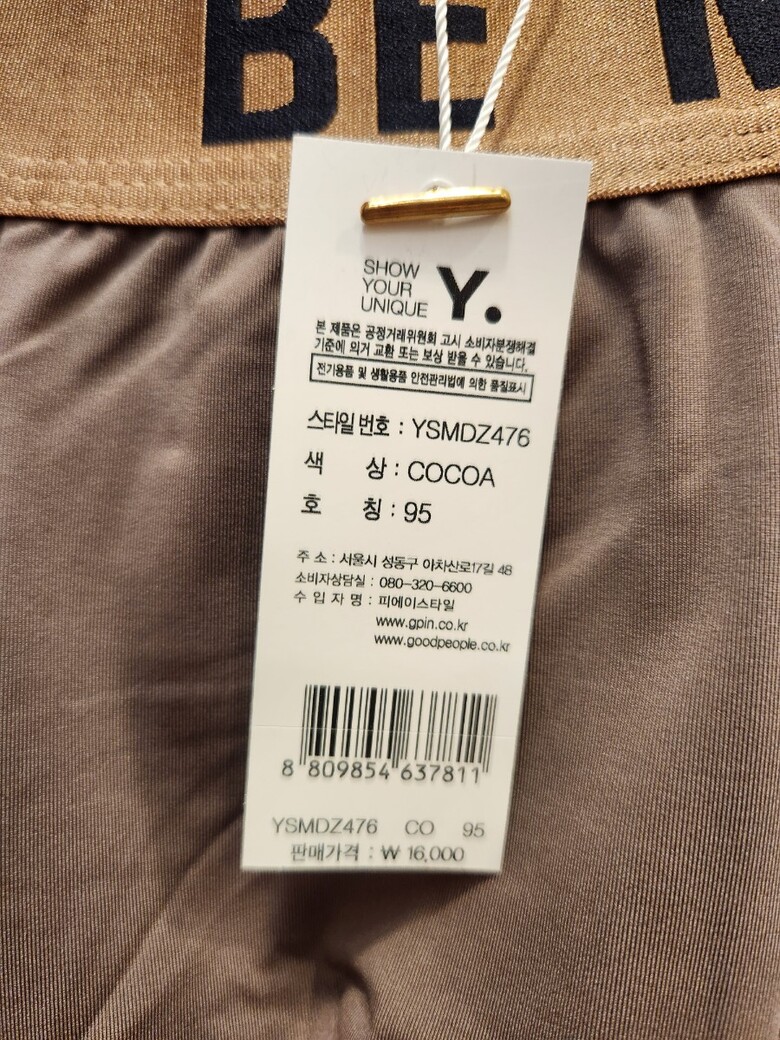 BE
SHOW
YOUR
UNIQUE
Y.
본 제품은 공정거래위원회 고시 소비자분쟁해결
기준에 의거 교환 또는 보상 받을 수 있습니다.
전기용품 및 생활용품 안전관리법에 의한 품질표시
스타일번호 : YSMDZ476
색 상 : COCOA
호 칭 : 95
주 소 : 서울시 성동구 아차산로17길 48
소비자상담실 : 080-320-6600
수 입 자 명 : 피에이스타일
www.gpin.co.kr
www.goodpeople.co.kr
8 809854 637811
YSMDZ476 CO 95
판매가격 : ₩ 16,000